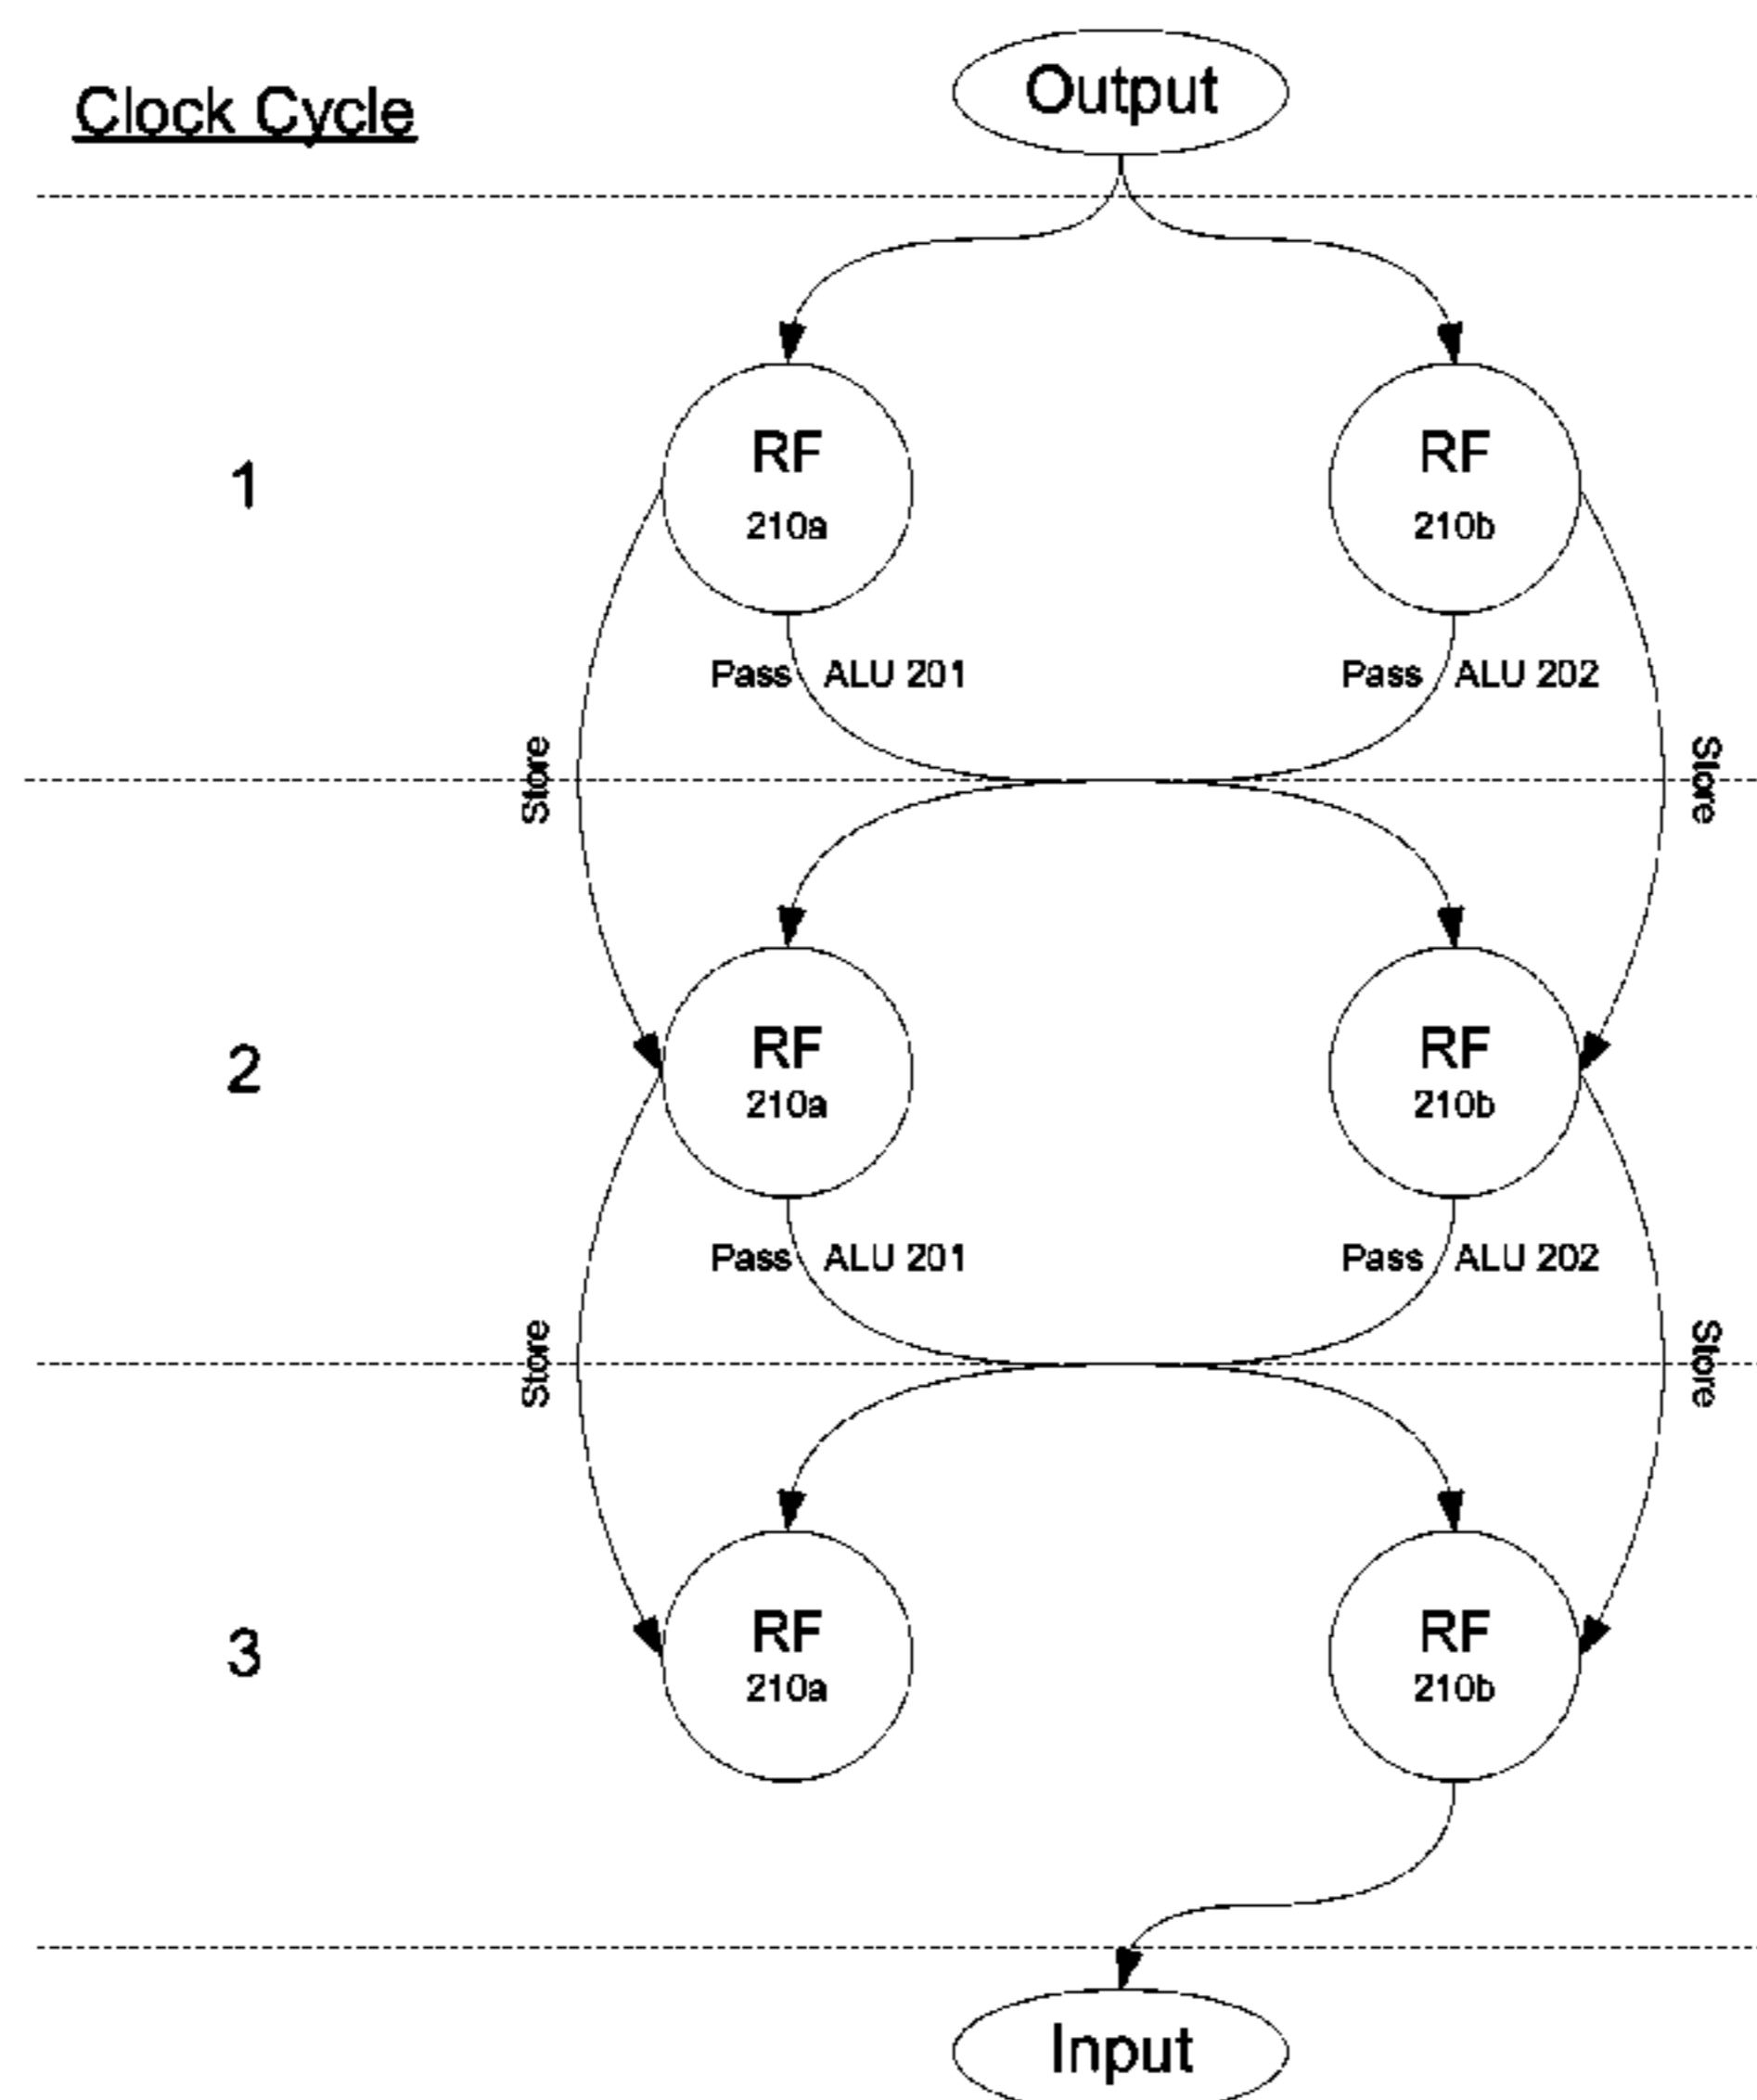 Output
Clock Cycle
1
RF
210a
RF
210b
Pass ALU 201
Pass ALU 202
Store
Store
2
RF
210a
RF
210b
Pass ALU 201
Pass ALU 202
Store
Store
3
RF
210a
RF
210b
Input